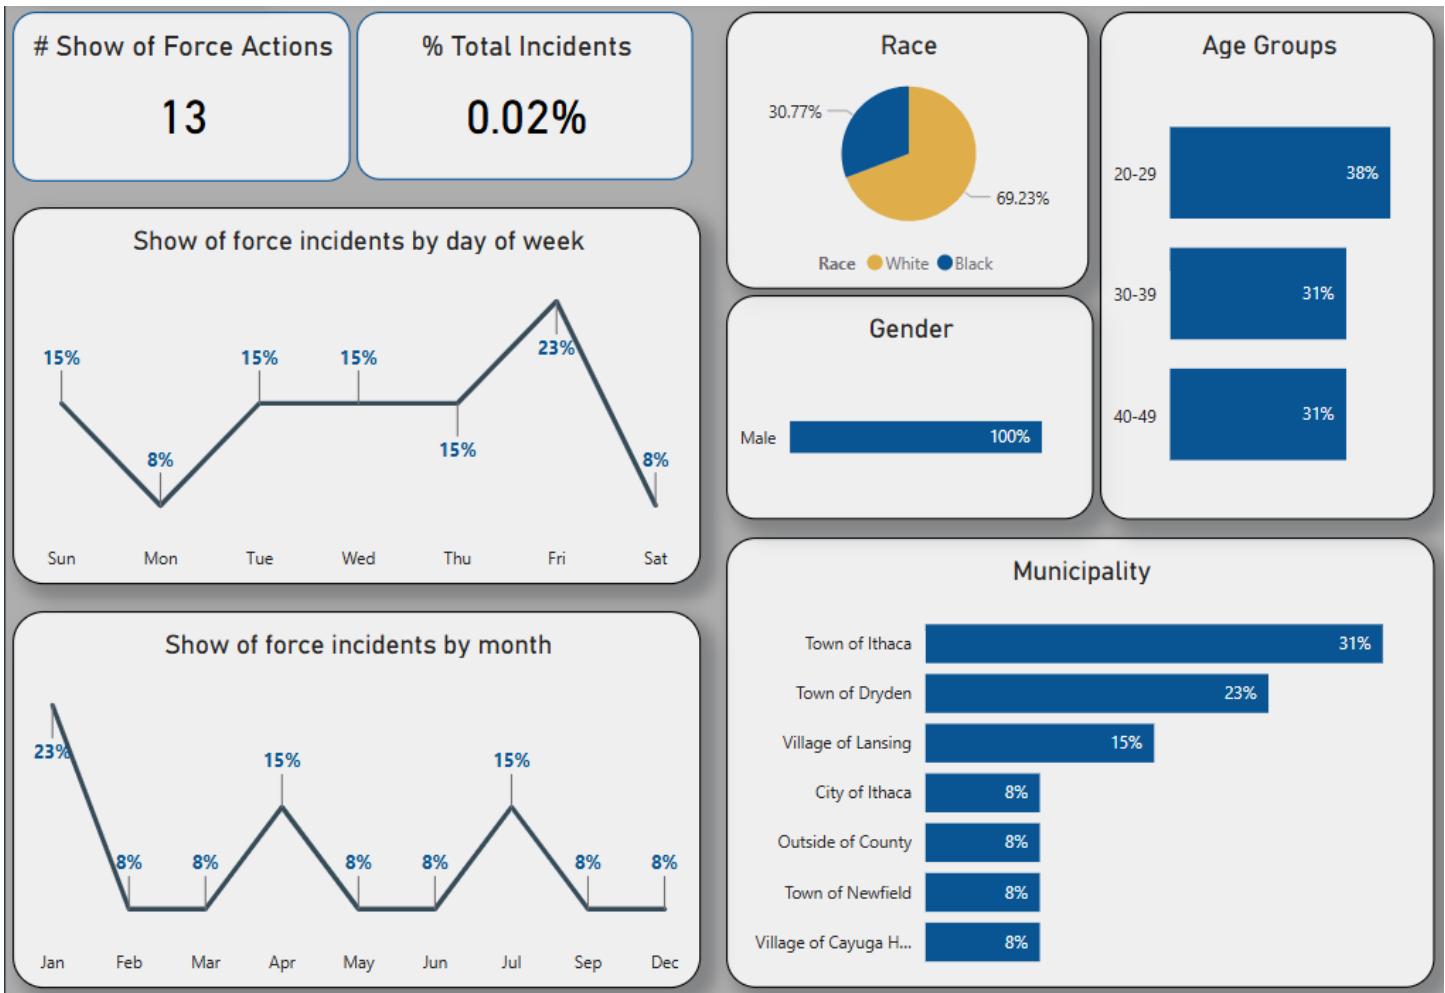 # Show of Force Actions
13
% Total Incidents
0.02%
Show of force incidents by day of week
15%
8%
15%
15%
15%
23%
8%
Sun Mon Tue Wed Thu Fri Sat
Show of force incidents by month
23%
8%
8%
15%
8%
8%
15%
8%
8%
Jan Feb Mar Apr May Jun Jul Sep Dec
Race
30.77%
69.23%
Race White Black
Gender
Male 100%
Age Groups
20-29 38%
30-39 31%
40-49 31%
Municipality
Town of Ithaca 31%
Town of Dryden 23%
Village of Lansing 15%
City of Ithaca 8%
Outside of County 8%
Town of Newfield 8%
Village of Cayuga H... 8%